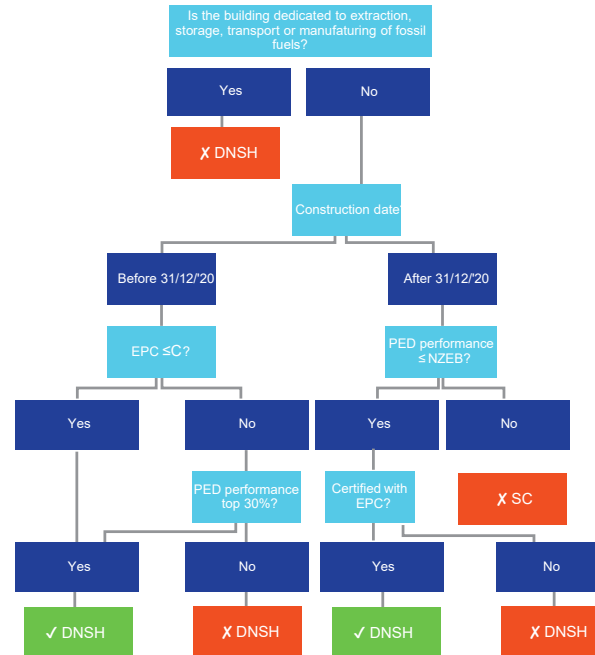 Is the building dedicated to extraction,
storage, transport or manufaturing of fossil
fuels?
Yes
No
✗ DNSH
Construction date?
Before 31/12/'20
After 31/12/'20
EPC ≤C?
PED performance
≤ NZEB?
Yes
No
Yes
No
PED performance
top 30%?
Certified with
EPC?
✗ SC
Yes
No
Yes
No
✓ DNSH
✗ DNSH
✓ DNSH
✗ DNSH